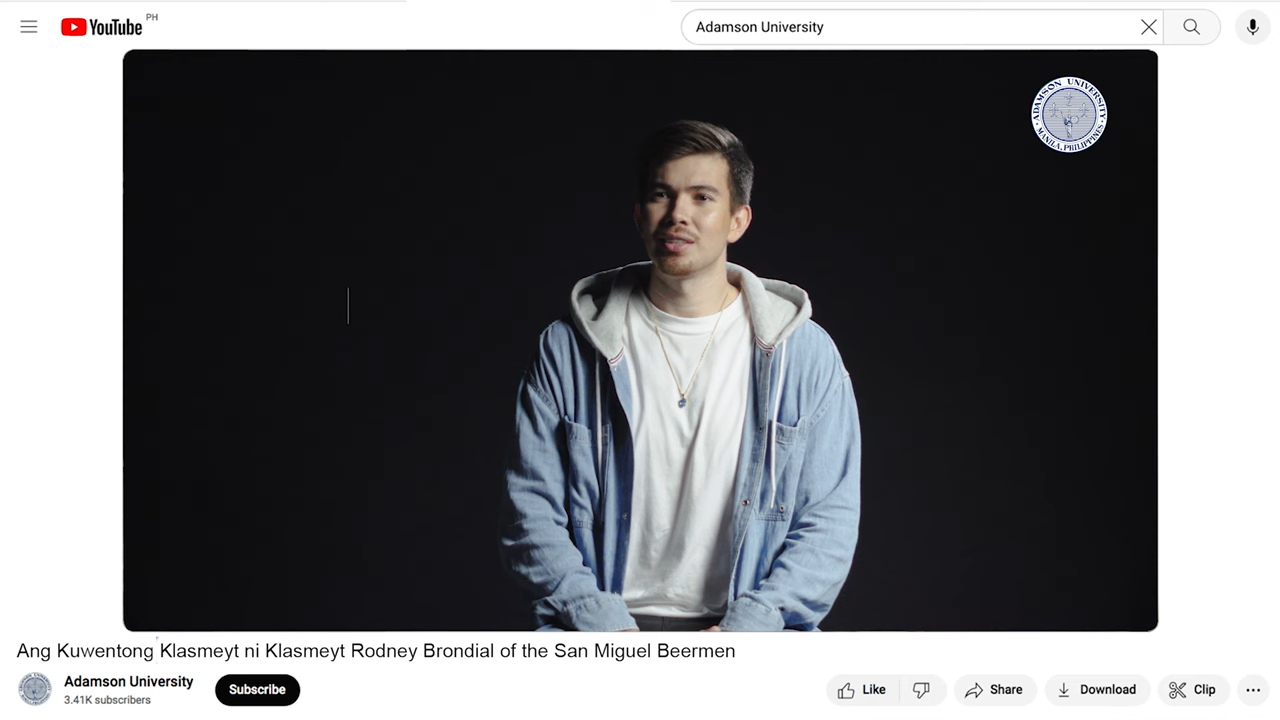 YouTube PH
Adamson University
ADAMSON UNIVERSITY
MANILA, PHILIPPINES
Ang Kuwentong Klasmeyt ni Klasmeyt Rodney Brondial of the San Miguel Beermen
Adamson University
3.41K subscribers
Subscribe
Like
Share
Download
Clip